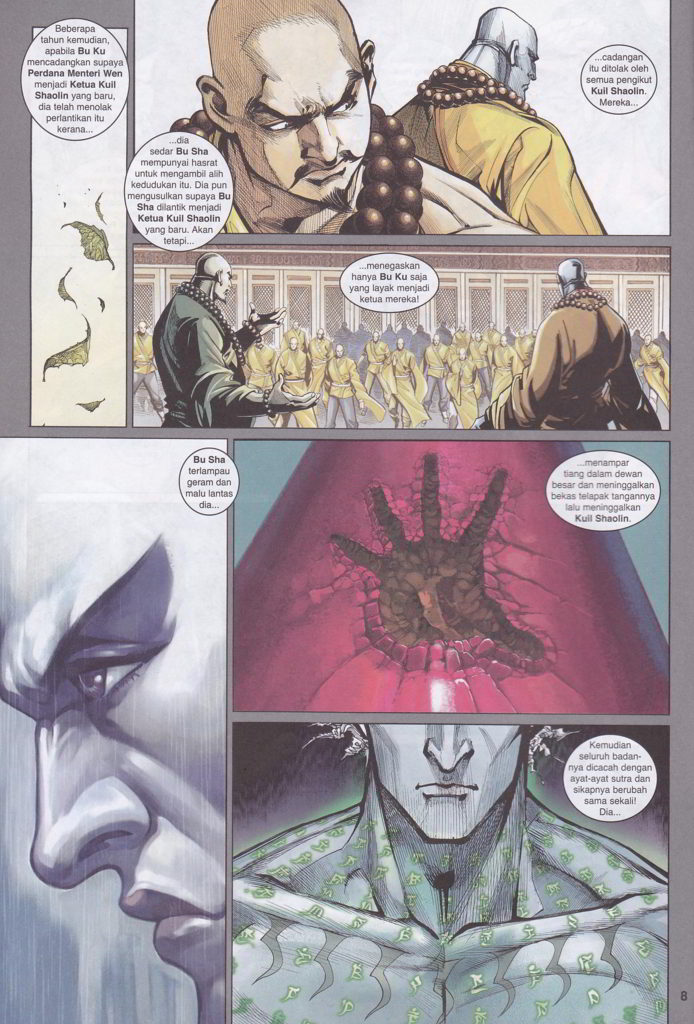 Beberapa
tahun kemudian,
apabila Bu Ku
mencadangkan supaya
Perdana Menteri Wen
menjadi Ketua Kuil
Shaolin yang baru,
dia telah menolak
perlantikan itu
kerana...
...dia
sedar Bu Sha
mempunyai hasrat
untuk mengambil alih
kedudukan itu. Dia pun
mengusulkan supaya Bu
Sha dilantik menjadi
Ketua Kuil Shaolin
yang baru. Akan
tetapi...
...cadangan
itu ditolak oleh
semua pengikut
Kuil Shaolin.
Mereka...
...menegaskan
hanya Bu Ku saja
yang layak menjadi
ketua mereka!
Bu Sha
terlampau
geram dan
malu lantas
dia...
...menampar
tiang dalam dewan
besar dan meninggalkan
bekas telapak tangannya
lalu meninggalkan
Kuil Shaolin.
Kemudian
seluruh badan-
nya dicacah dengan
ayat-ayat sutra dan
sikapnya berubah
sama sekali!
Dia...
8